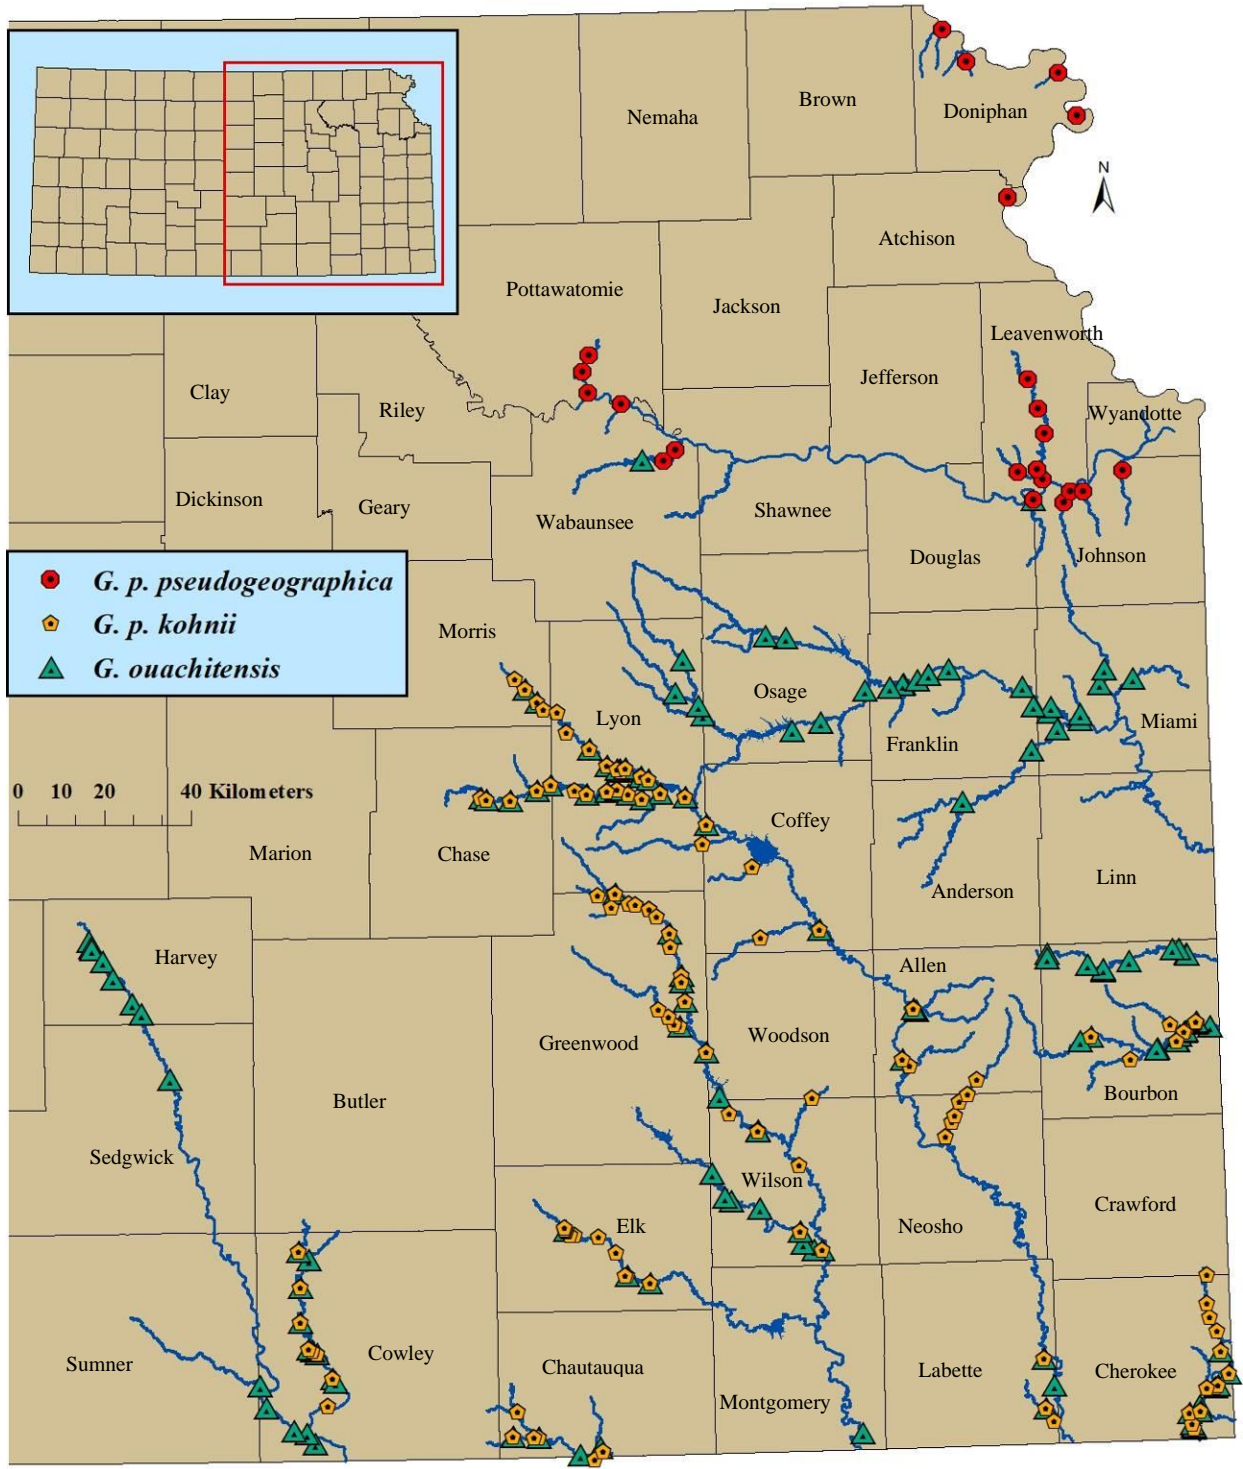 Nemaha
Brown
Doniphan
N
Atchison
Pottawatomie
Jackson
Leavenworth
Jefferson
Clay
Riley
Wyandotte
Dickinson
Geary
Wabaunsee
Shawnee
Douglas
Johnson
G. p. pseudogeographica
G. p. kohnii
G. ouachitensis
Morris
Lyon
Osage
Franklin
Miami
0 10 20 40 Kilometers
Marion
Chase
Coffey
Anderson
Linn
Harvey
Allen
Greenwood
Woodson
Butler
Bourbon
Sedgwick
Wilson
Elk
Neosho
Crawford
Sumner
Cowley
Chautauqua
Montgomery
Labette
Cherokee